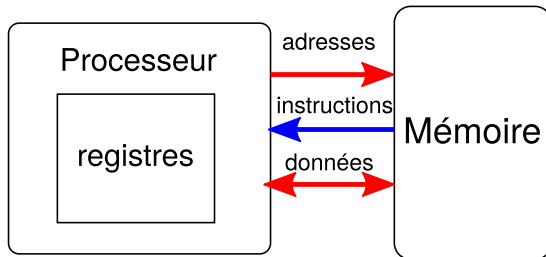 Processeur
registres
adresses
instructions
données
Mémoire